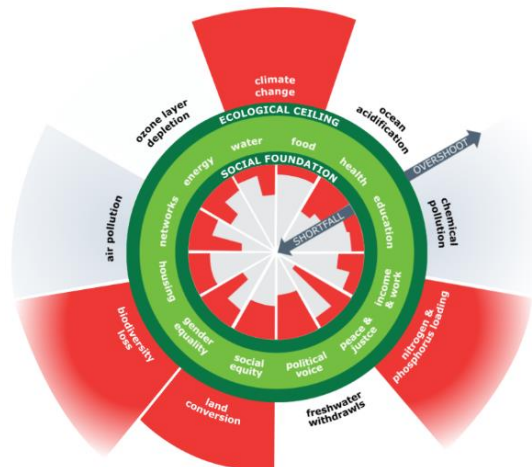 climate
change
ozone layer
depletion
ocean
acidification
ECOLOGICAL CEILING
OVERSHOOT
water
food
energy
health
SOCIAL FOUNDATION
air pollution
networks
education
chemical
pollution
SHORTFALL
housing
income
& work
biodiversity
loss
gender
equality
social
equity
political
voice
peace &
justce
nitrogen &
phosphorus loading
land
conversion
freshwater
withdrawls